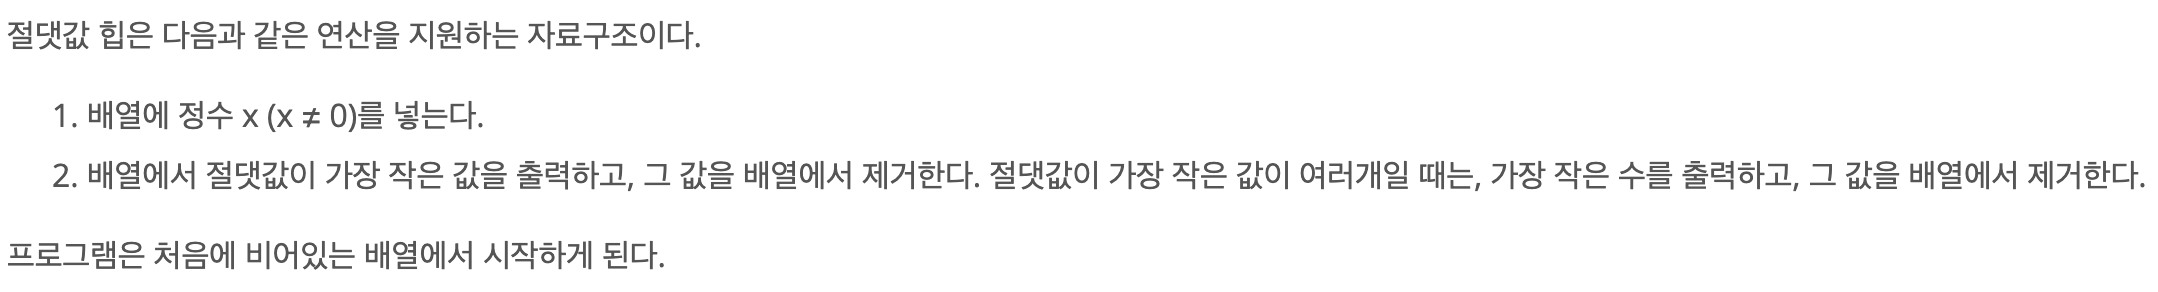 절댓값 힙은 다음과 같은 연산을 지원하는 자료구조이다.
1. 배열에 정수 x (x ≠ 0)를 넣는다.
2. 배열에서 절댓값이 가장 작은 값을 출력하고, 그 값을 배열에서 제거한다. 절댓값이 가장 작은 값이 여러개일 때는, 가장 작은 수를 출력하고, 그 값을 배열에서 제거한다.
프로그램은 처음에 비어있는 배열에서 시작하게 된다.